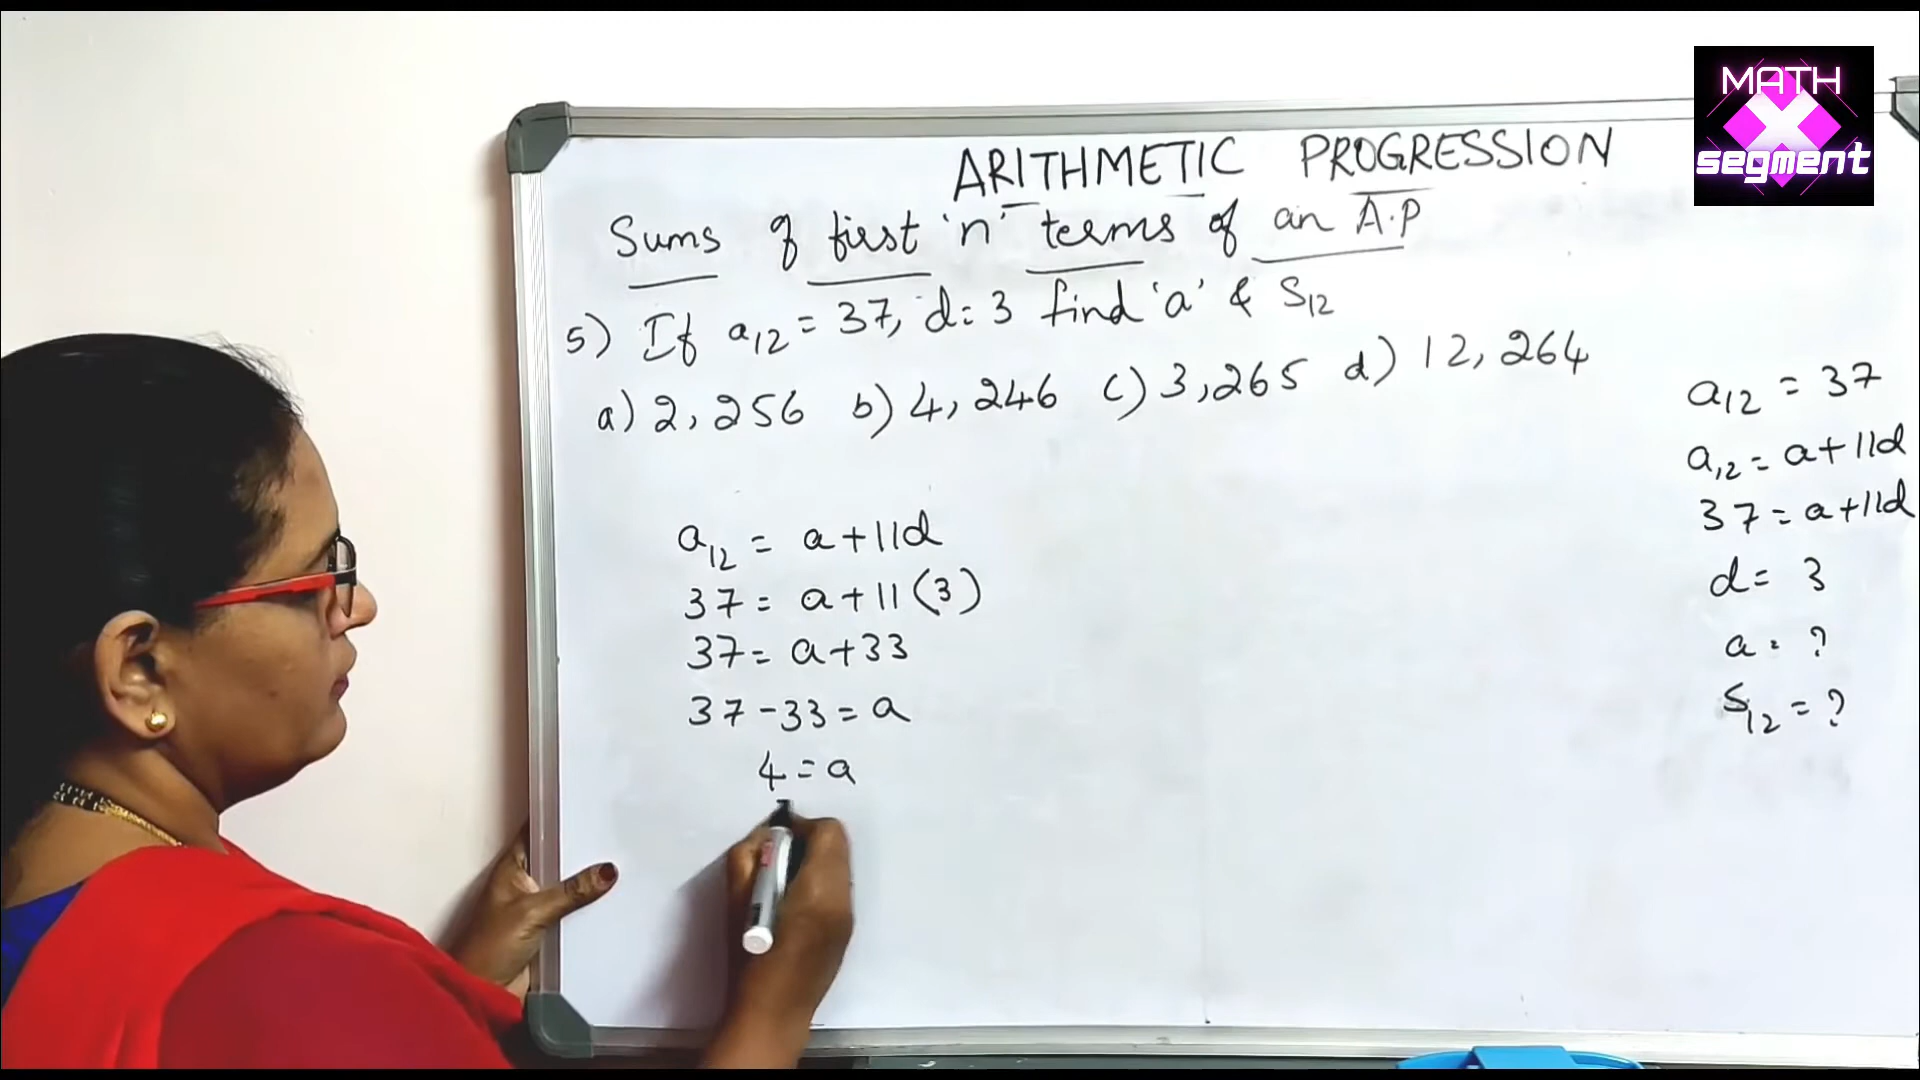 MATH
segment
ARITHMETIC PROGRESSION
Sums of first 'n' terms of an A.P
5) If a₁₂ = 37, d = 3 find 'a' & S₁₂
a) 2, 256 b) 4, 246 c) 3, 265 d) 12, 264
a₁₂ = a+11d
37 = a+11(3)
37 = a+33
37-33 = a
4 = a
a₁₂ = 37
a₁₂ = a+11d
37 = a+11d
d = 3
a = ?
S₁₂ = ?